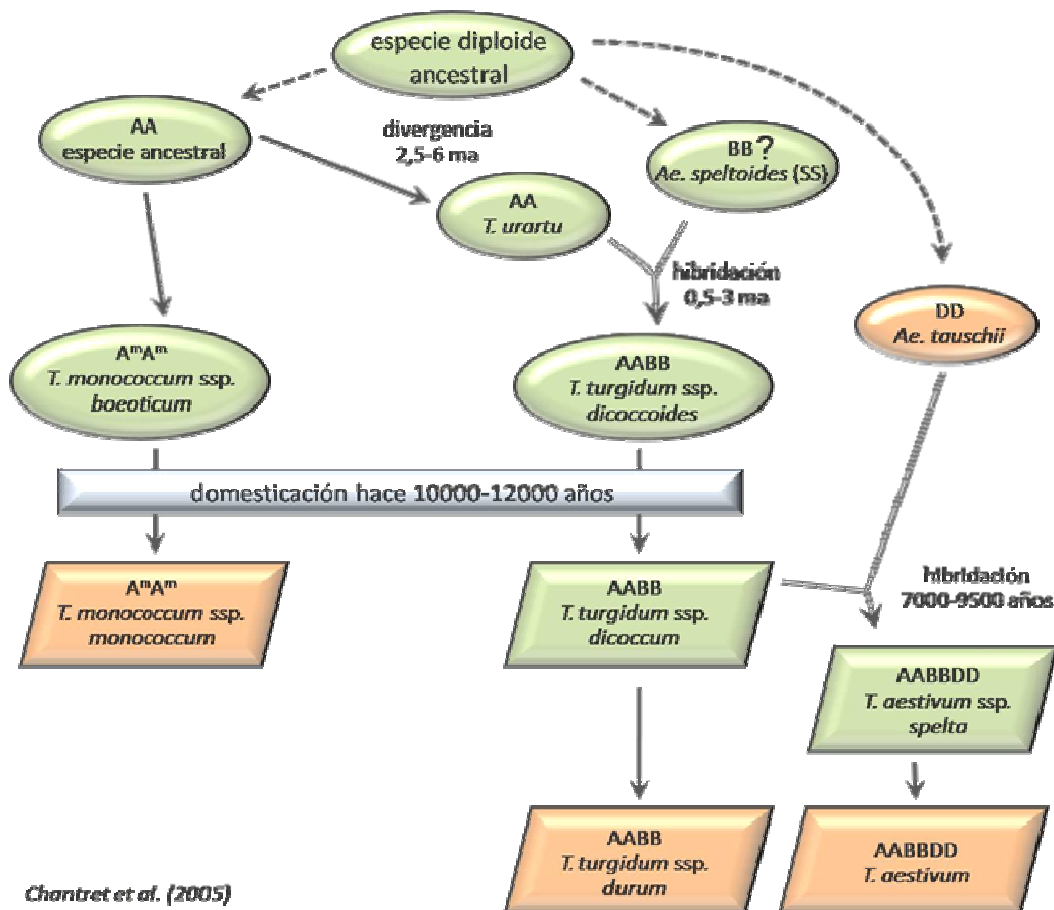 especie diploide
ancestral
AA
especie ancestral
divergencia
2,5-6 ma
BB?
Ae. speltoides (SS)
AA
T. urartu
hibridación
0,5-3 ma
DD
Ae. tauschii
AᵐAᵐ
T. monococcum ssp.
boeoticum
AABB
T. turgidum ssp.
dicoccoides
domesticación hace 10000-12000 años
AᵐAᵐ
T. monococcum ssp.
monococcum
AABB
T. turgidum ssp.
dicoccum
hibridación
7000-9500 años
AABBDD
T. aestivum ssp.
spelta
AABB
T. turgidum ssp.
durum
AABBDD
T. aestivum
Chantret et al. (2005)